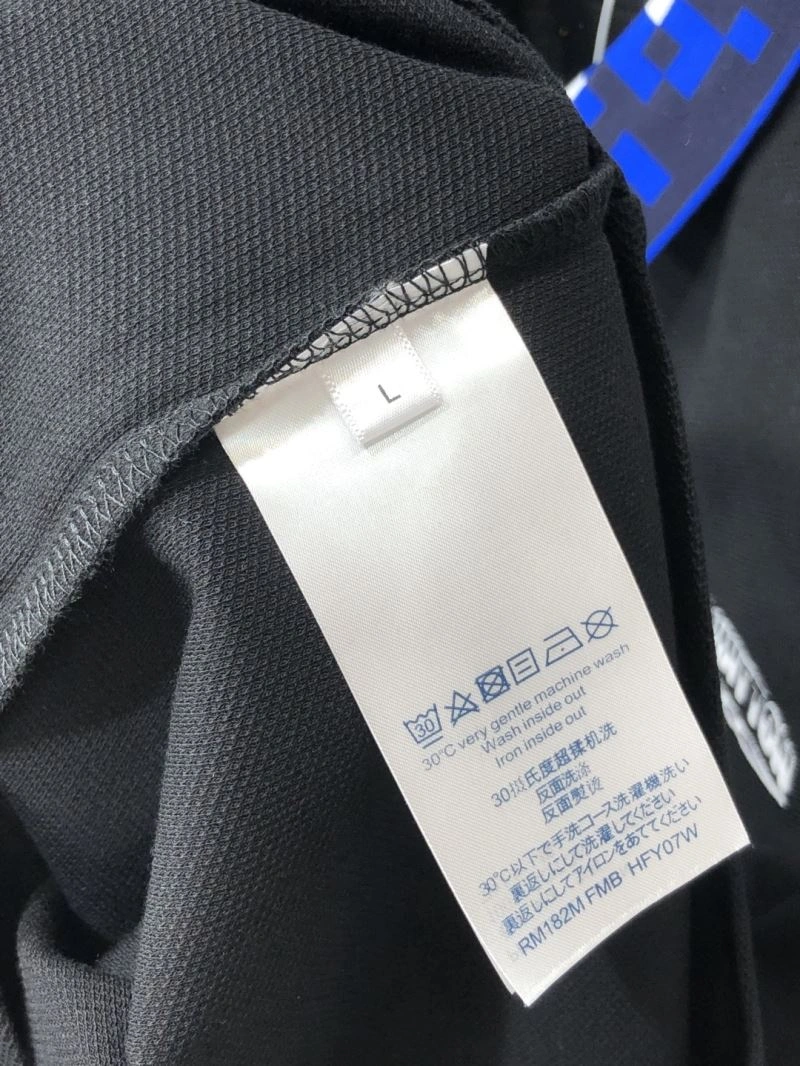 L
30
30°C very gentle machine wash
Wash inside out
Iron inside out
30摄氏度超柔机洗
反面洗涤
反面熨烫
30℃以下で手洗コース洗濯機洗い
裏返しにして洗濯してください
裏返しにしてアイロンをあててください
RM182M FMB HFY07W